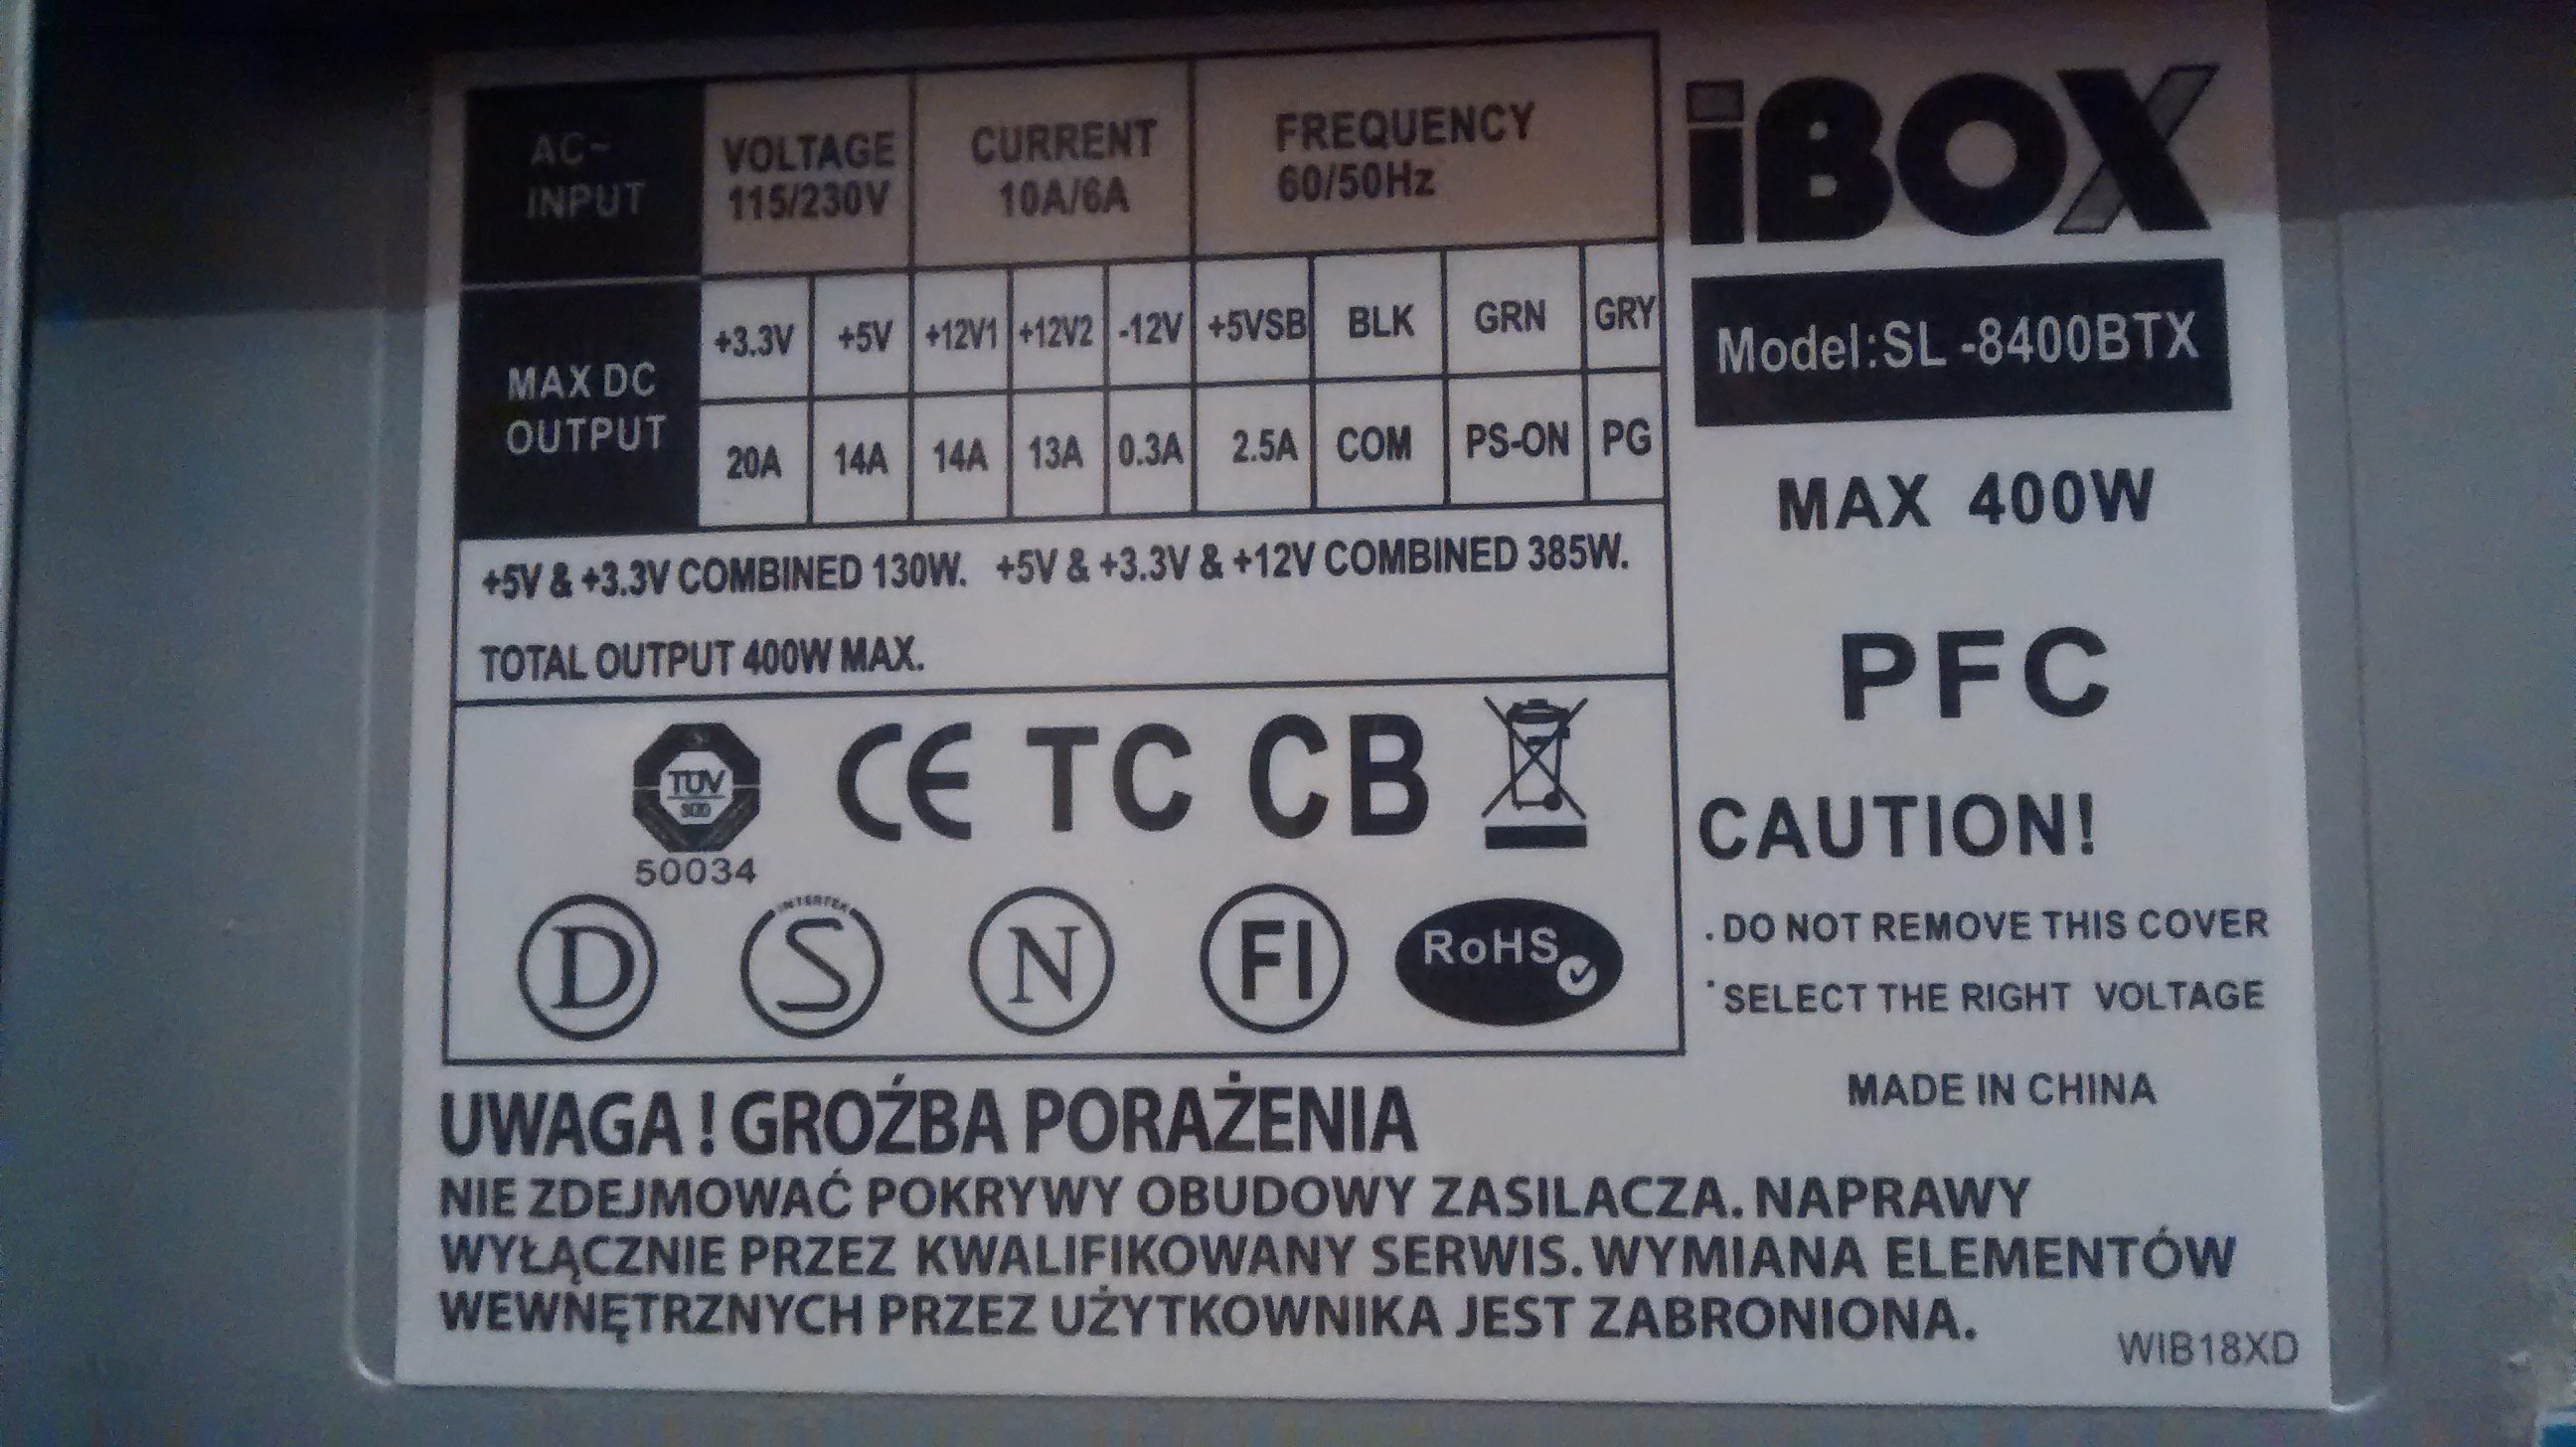 AC~ INPUT VOLTAGE 115/230V CURRENT 10A/6A FREQUENCY 60/50Hz
MAX DC OUTPUT +3.3V +5V +12V1 +12V2 -12V +5VSB BLK GRN GRY
20A 14A 14A 13A 0.3A 2.5A COM PS-ON PG
+5V & +3.3V COMBINED 130W. +5V & +3.3V & +12V COMBINED 385W.
TOTAL OUTPUT 400W MAX.
TÜV
SÜD
50034
CE TC CB
D INTERTEK S N FI RoHS
iBOX
Model:SL -8400BTX
MAX 400W
PFC
CAUTION!
.DO NOT REMOVE THIS COVER
·SELECT THE RIGHT VOLTAGE
MADE IN CHINA
UWAGA ! GROŹBA PORAŻENIA
NIE ZDEJMOWAĆ POKRYWY OBUDOWY ZASILACZA. NAPRAWY
WYŁĄCZNIE PRZEZ KWALIFIKOWANY SERWIS. WYMIANA ELEMENTÓW
WEWNĘTRZNYCH PRZEZ UŻYTKOWNIKA JEST ZABRONIONA.
WIB18XD